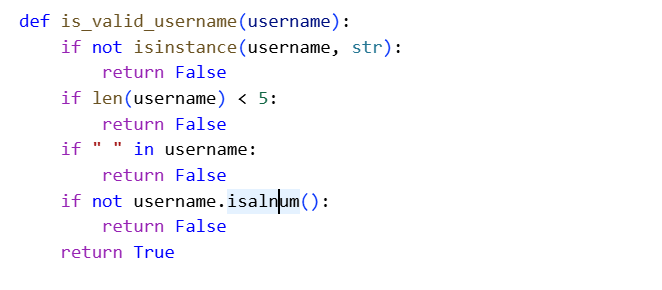 def is_valid_username(username):
    if not isinstance(username, str):
        return False
    if len(username) < 5:
        return False
    if " " in username:
        return False
    if not username.isalnum():
        return False
    return True